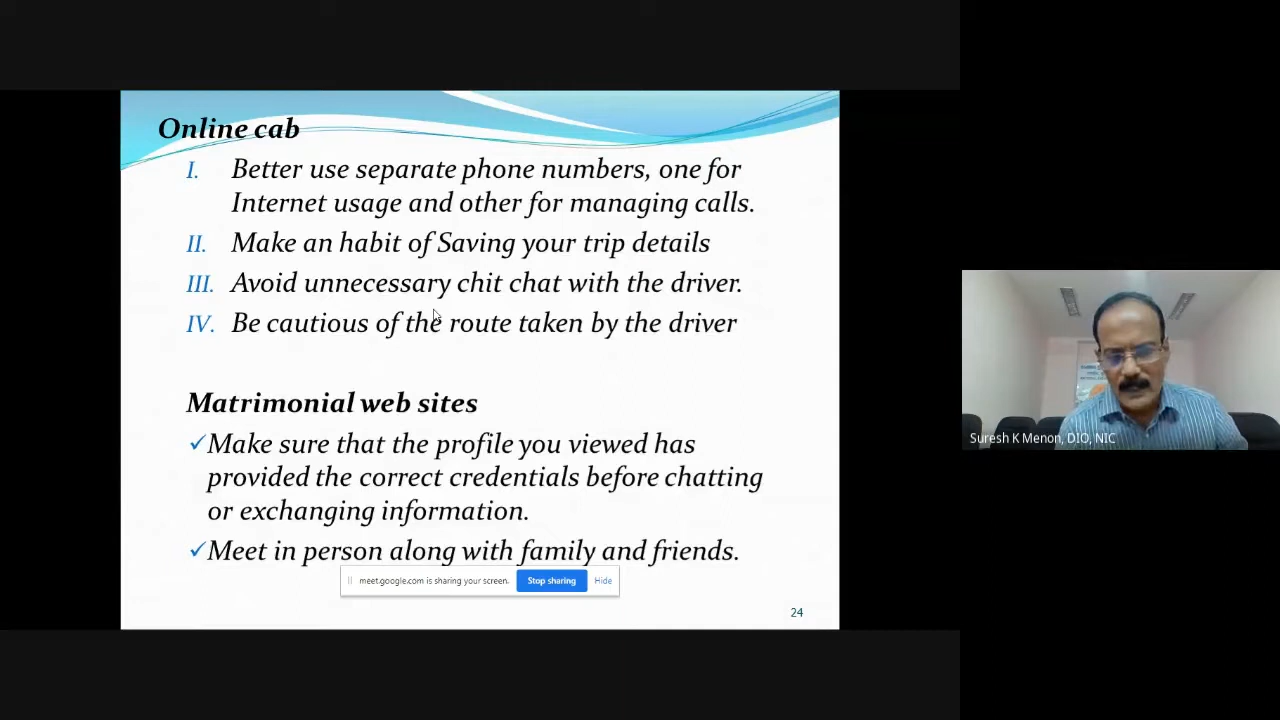 Online cab
I. Better use separate phone numbers, one for
Internet usage and other for managing calls.
II. Make an habit of Saving your trip details
III. Avoid unnecessary chit chat with the driver.
IV. Be cautious of the route taken by the driver
Matrimonial web sites
✓Make sure that the profile you viewed has
provided the correct credentials before chatting
or exchanging information.
✓Meet in person along with family and friends.
meet.google.com is sharing your screen. Stop sharing Hide
24
Suresh K Menon, DIO, NIC